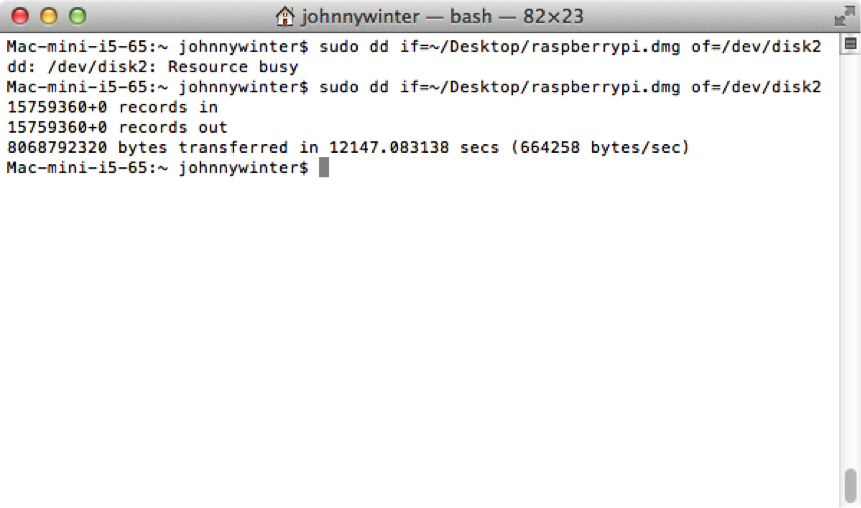 johnnywinter — bash — 82×23
Mac-mini-i5-65:~ johnnywinter$ sudo dd if=~/Desktop/raspberrypi.dmg of=/dev/disk2
dd: /dev/disk2: Resource busy
Mac-mini-i5-65:~ johnnywinter$ sudo dd if=~/Desktop/raspberrypi.dmg of=/dev/disk2
15759360+0 records in
15759360+0 records out
8068792320 bytes transferred in 12147.083138 secs (664258 bytes/sec)
Mac-mini-i5-65:~ johnnywinter$